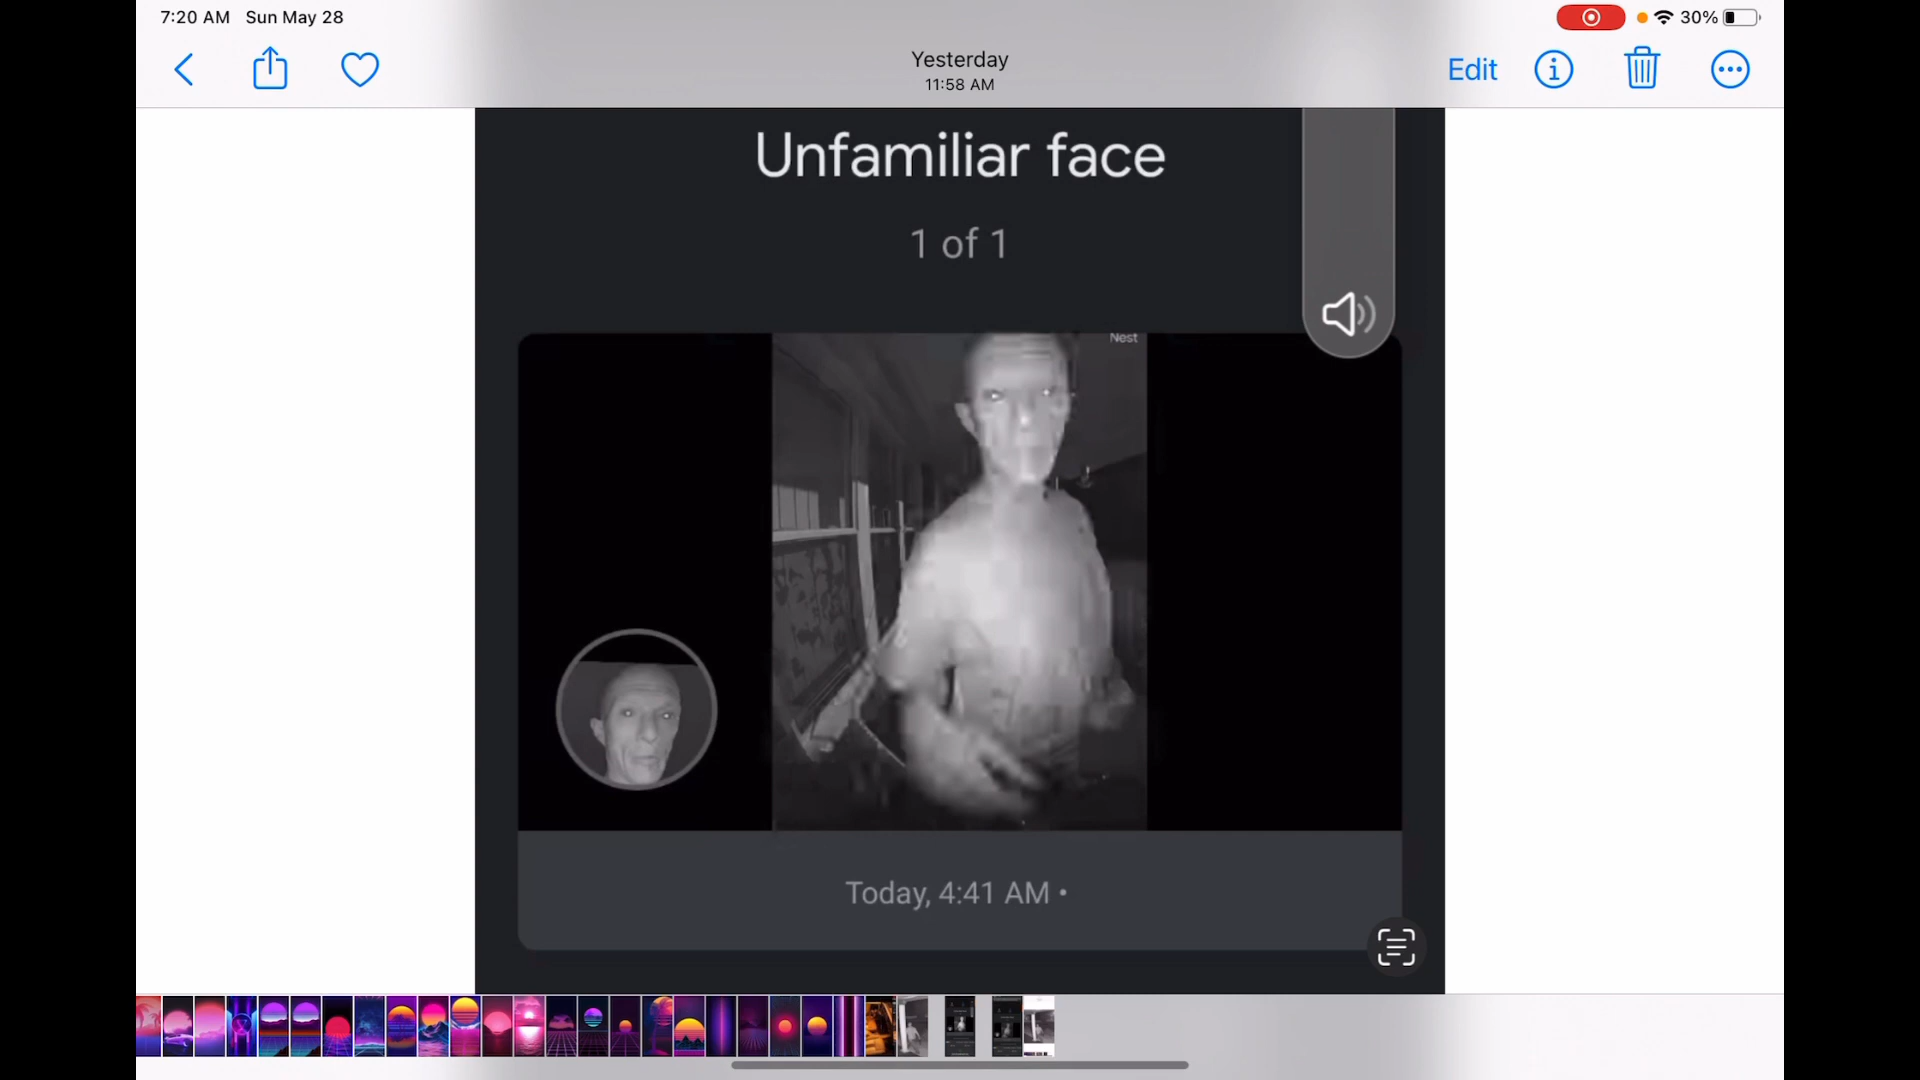 7:20 AM Sun May 28
30%
Yesterday
11:58 AM
Edit
Unfamiliar face
1 of 1
Nest
Today, 4:41 AM •